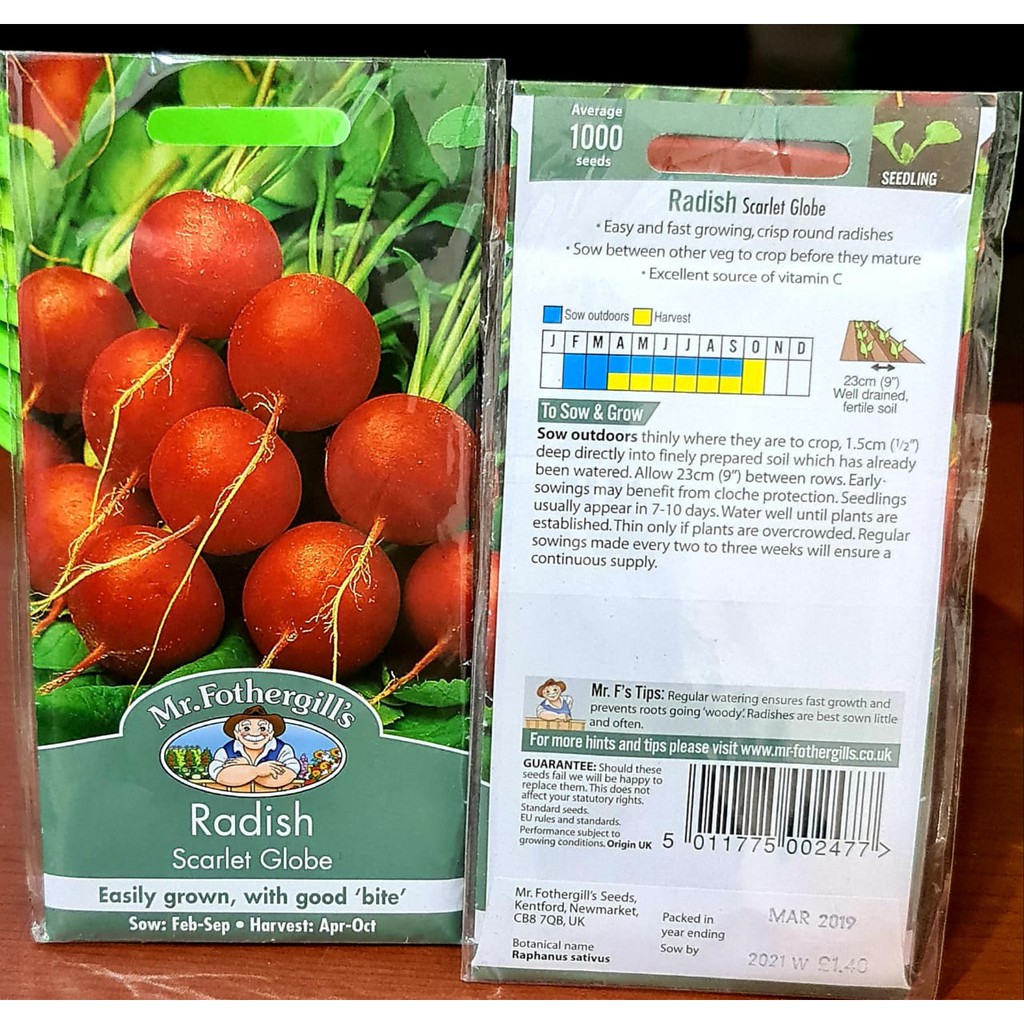 Mr. Fothergill's
Radish
Scarlet Globe
Easily grown, with good 'bite'
Sow: Feb-Sep • Harvest: Apr-Oct
Average
1000
seeds
SEEDLING
Radish Scarlet Globe
• Easy and fast growing, crisp round radishes
• Sow between other veg to crop before they mature
• Excellent source of vitamin C
Sow outdoors Harvest
J F M A M J J A S O N D
23cm (9")
Well drained,
fertile soil
To Sow & Grow
Sow outdoors thinly where they are to crop, 1.5cm (1/2")
deep directly into finely prepared soil which has already
been watered. Allow 23cm (9") between rows. Early
sowings may benefit from cloche protection. Seedlings
usually appear in 7-10 days. Water well until plants are
established. Thin only if plants are overcrowded. Regular
sowings made every two to three weeks will ensure a
continuous supply.
Mr. F's Tips: Regular watering ensures fast growth and
prevents roots going 'woody'. Radishes are best sown little
and often.
For more hints and tips please visit www.mr-fothergills.co.uk
GUARANTEE: Should these
seeds fail we will be happy to
replace them. This does not
affect your statutory rights.
Standard seeds.
EU rules and standards.
Performance subject to
growing conditions. Origin UK
5 011775 002477 >
Mr. Fothergill's Seeds,
Kentford, Newmarket,
CB8 7QB, UK
Botanical name
Raphanus sativus
Packed in
year ending
MAR 2019
Sow by
2021 W £1.40